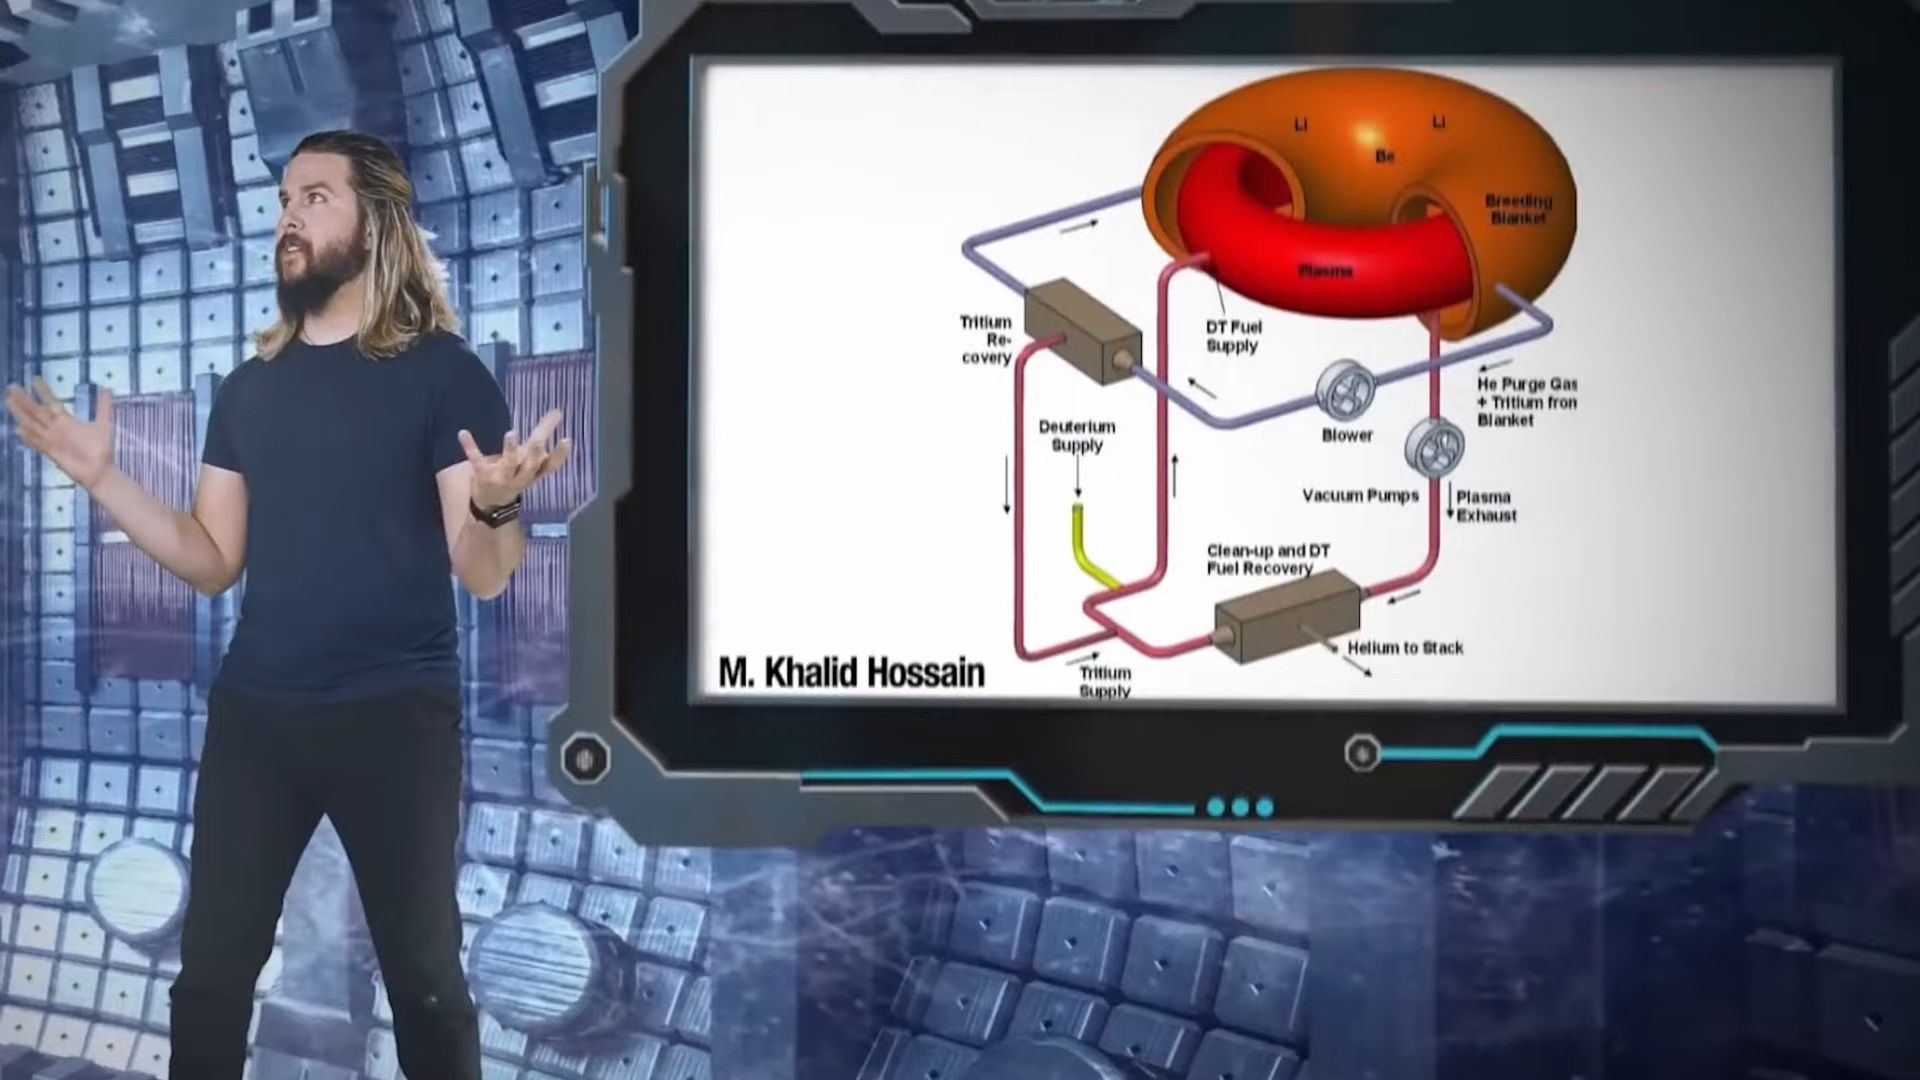 Li
Li
Be
Breeding
Blanket
Plasma
Tritium
Re-
covery
DT Fuel
Supply
He Purge Gas
+ Tritium fron
Blanket
Blower
Deuterium
Supply
Vacuum Pumps
Plasma
Exhaust
Clean-up and DT
Fuel Recovery
Helium to Stack
Tritium
Supply
M. Khalid Hossain